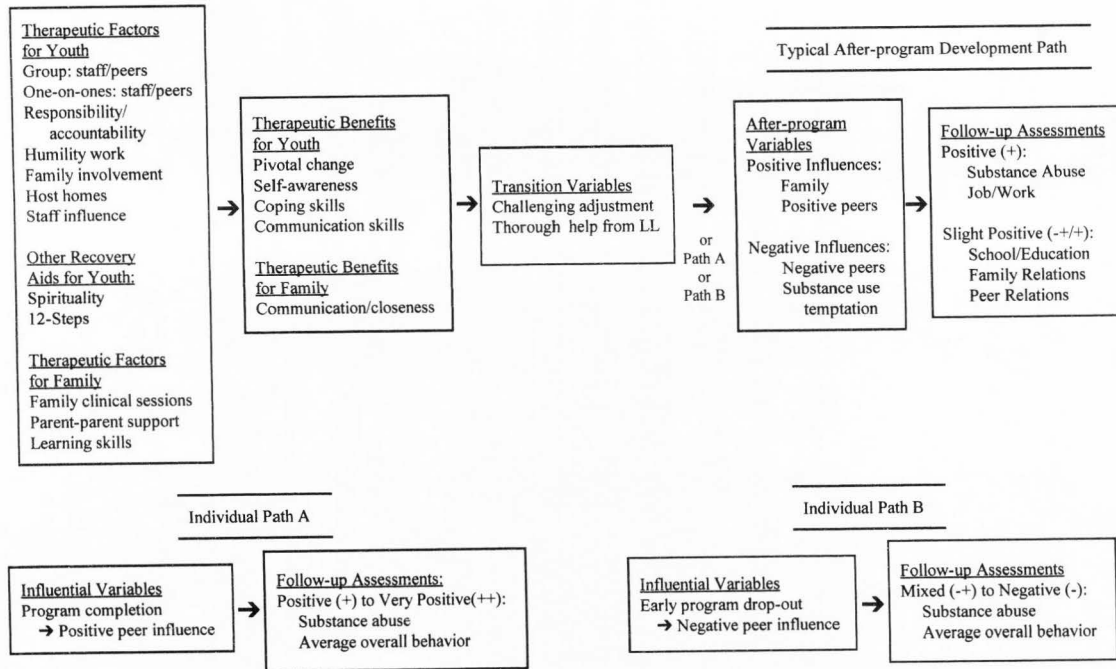 Therapeutic Factors
for Youth
Group: staff/peers
One-on-ones: staff/peers
Responsibility/
accountability
Humility work
Family involvement
Host homes
Staff influence
Other Recovery
Aids for Youth:
Spirituality
12-Steps
Therapeutic Factors
for Family
Family clinical sessions
Parent-parent support
Learning skills
➔
Therapeutic Benefits
for Youth
Pivotal change
Self-awareness
Coping skills
Communication skills
Therapeutic Benefits
for Family
Communication/closeness
➔
Transition Variables
Challenging adjustment
Thorough help from LL
➔
or
Path A
or
Path B
Typical After-program Development Path
After-program
Variables
Positive Influences:
Family
Positive peers
Negative Influences:
Negative peers
Substance use
temptation
➔
Follow-up Assessments
Positive (+):
Substance Abuse
Job/Work
Slight Positive (-+/+):
School/Education
Family Relations
Peer Relations
Individual Path A
Influential Variables
Program completion
➔ Positive peer influence
➔
Follow-up Assessments:
Positive (+) to Very Positive(++):
Substance abuse
Average overall behavior
Individual Path B
Influential Variables
Early program drop-out
➔ Negative peer influence
➔
Follow-up Assessments
Mixed (-+) to Negative (-):
Substance abuse
Average overall behavior